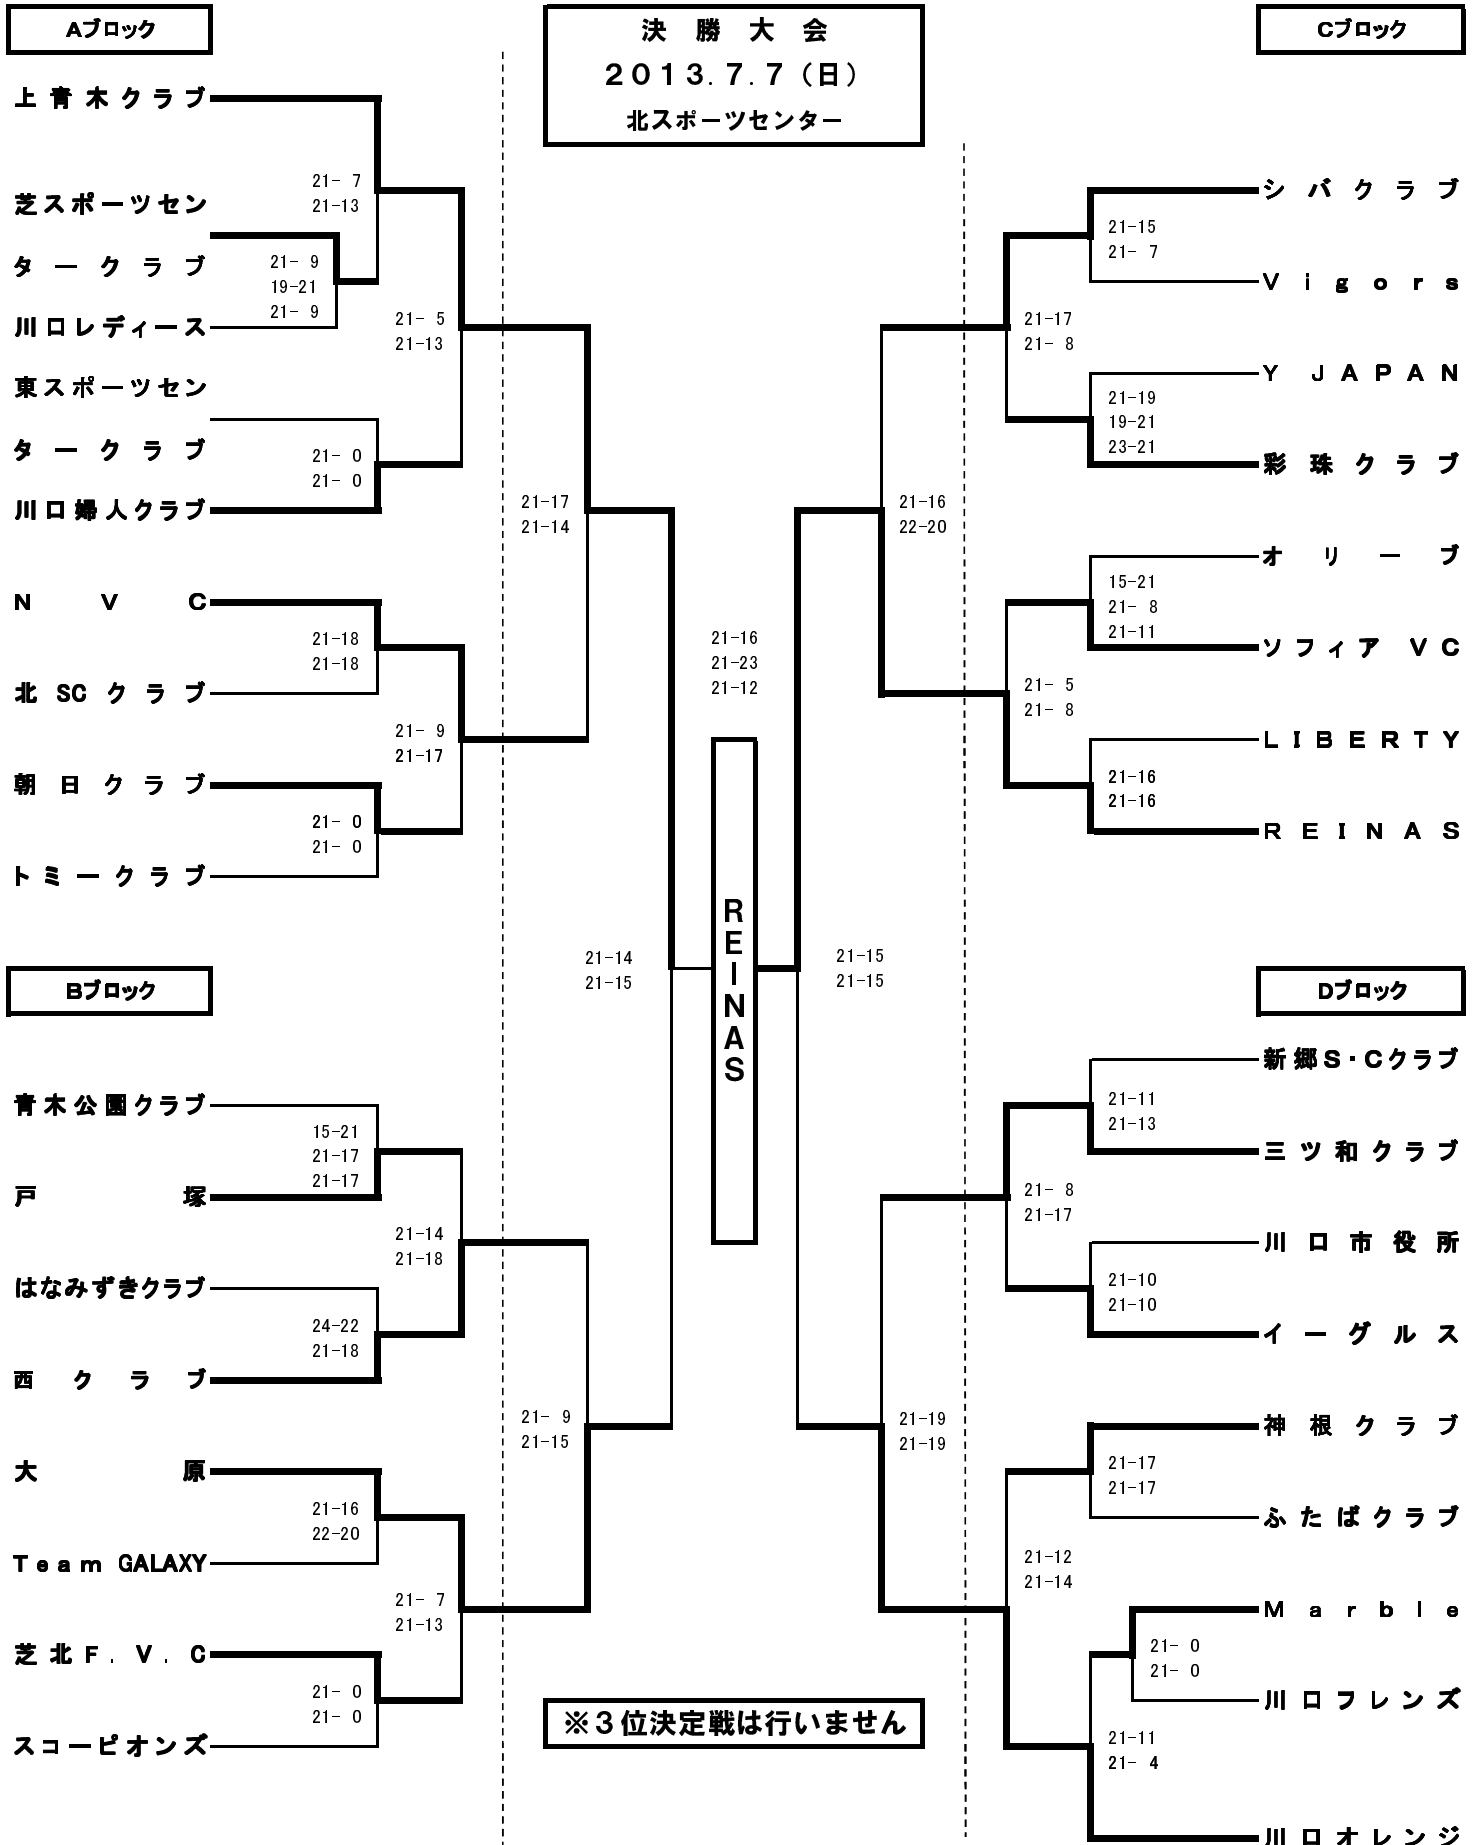 Aブロック
決勝大会
2013.7.7（日）
北スポーツセンター
Cブロック
上青木クラブ
21- 7
21-13
芝スポーツセン
タークラブ
21- 9
19-21
21- 9
川口レディース
21- 5
21-13
東スポーツセン
タークラブ
21- 0
21- 0
川口婦人クラブ
21-17
21-14
NVC
21-18
21-18
北SCクラブ
21- 9
21-17
朝日クラブ
21- 0
21- 0
トミークラブ
シバクラブ
21-15
21- 7
Vigors
21-17
21- 8
Y JAPAN
21-19
19-21
23-21
彩珠クラブ
21-16
22-20
オリーブ
15-21
21- 8
21-11
ソフィア VC
21- 5
21- 8
LIBERTY
21-16
21-16
REINAS
21-16
21-23
21-12
REINAS
21-14
21-15
21-15
21-15
Bブロック
青木公園クラブ
15-21
21-17
21-17
戸塚
21-14
21-18
はなみずきクラブ
24-22
21-18
西クラブ
21- 9
21-15
大原
21-16
22-20
Team GALAXY
21- 7
21-13
芝北F.V.C
21- 0
21- 0
スコーピオンズ
Dブロック
新郷S・Cクラブ
21-11
21-13
三ツ和クラブ
21- 8
21-17
川口市役所
21-10
21-10
イーグルス
21-19
21-19
神根クラブ
21-17
21-17
ふたばクラブ
21-12
21-14
Marble
21- 0
21- 0
川口フレンズ
21-11
21- 4
川口オレンジ
※3位決定戦は行いません